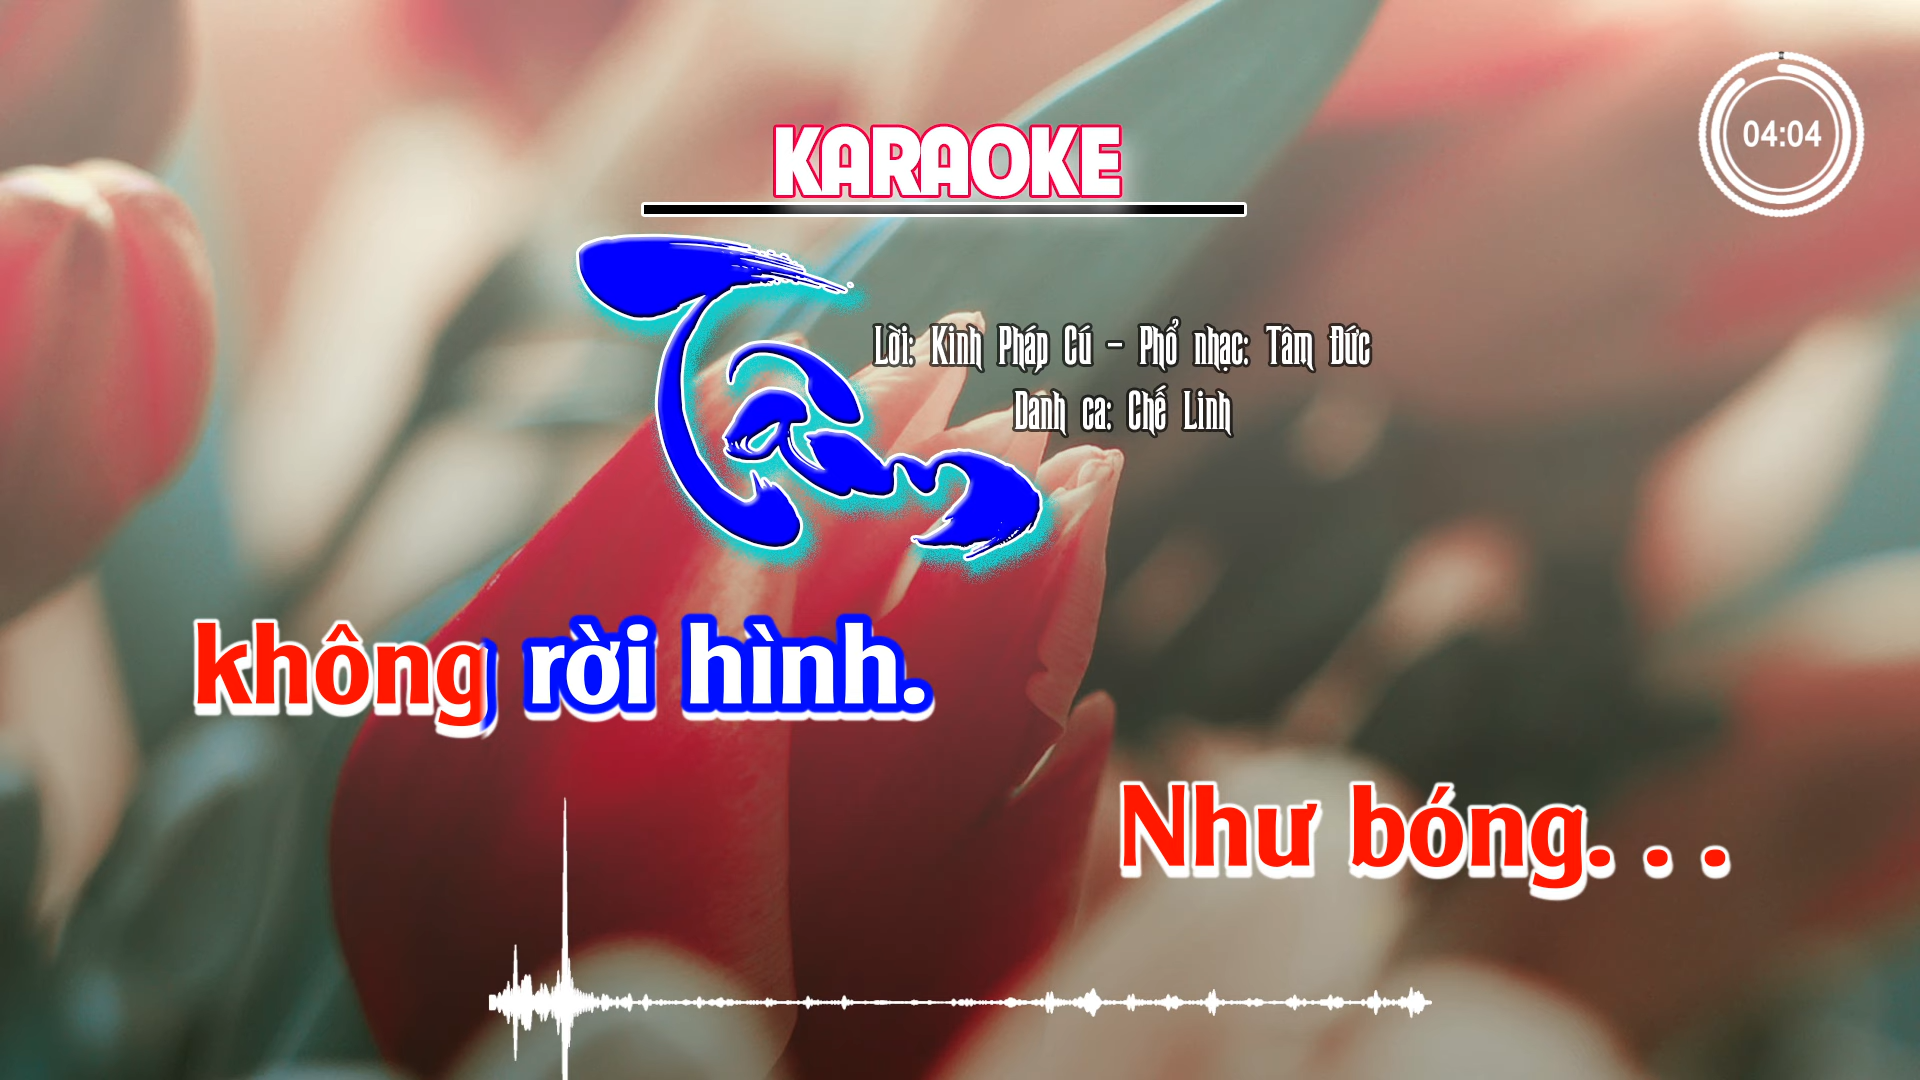 04:04
KARAOKE
Tâm
Lời: Kinh Pháp Cú - Phổ nhạc: Tâm Đức
Danh ca: Chế Linh
không rời hình.
Như bóng. . .